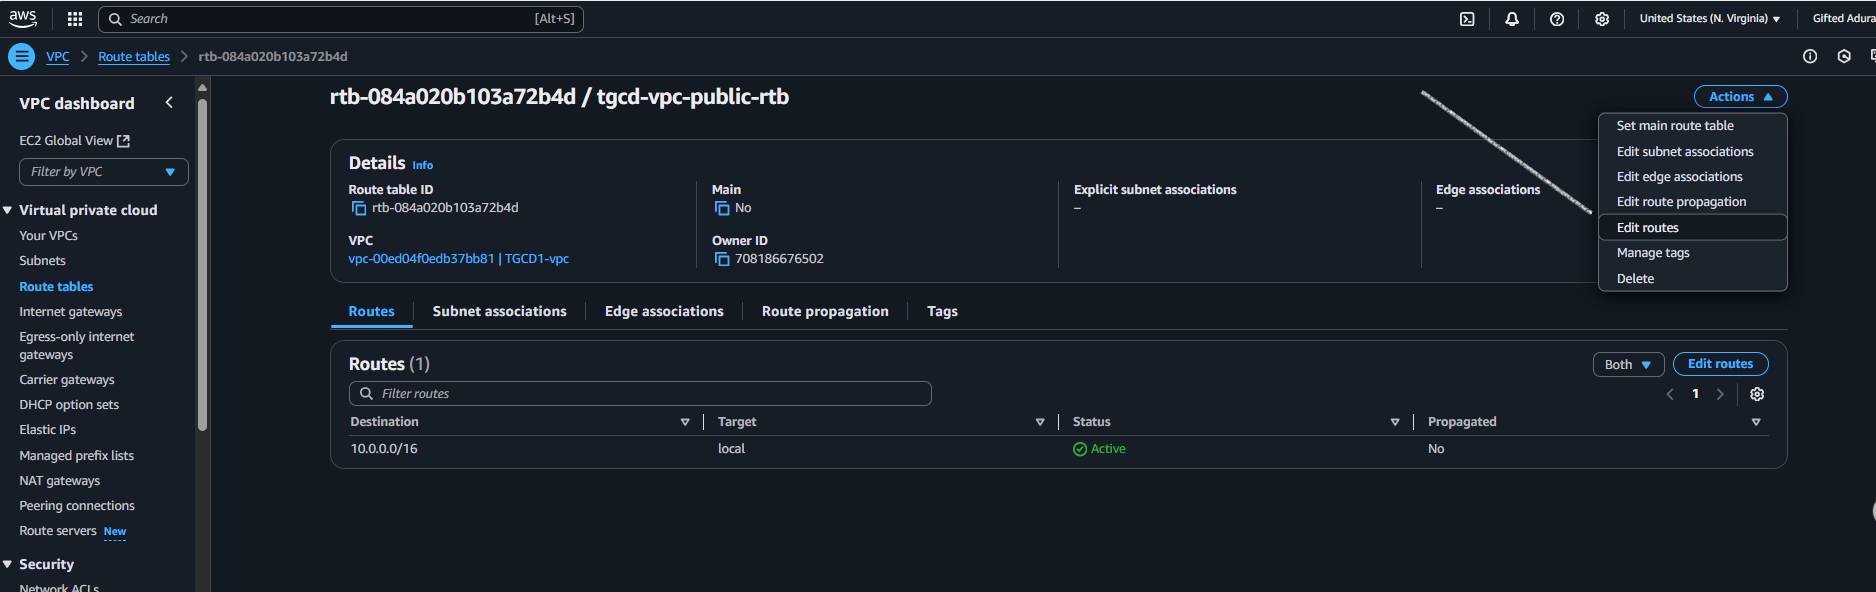 aws
Search [Alt+S]
United States (N. Virginia)
Gifted Adura
VPC
Route tables
rtb-084a020b103a72b4d
VPC dashboard
EC2 Global View
Filter by VPC
Virtual private cloud
Your VPCs
Subnets
Route tables
Internet gateways
Egress-only internet
gateways
Carrier gateways
DHCP option sets
Elastic IPs
Managed prefix lists
NAT gateways
Peering connections
Route servers New
Security
Network ACLs
rtb-084a020b103a72b4d / tgcd-vpc-public-rtb
Actions
Set main route table
Edit subnet associations
Edit edge associations
Edit route propagation
Edit routes
Manage tags
Delete
Details Info
Route table ID
rtb-084a020b103a72b4d
Main
No
Explicit subnet associations
–
Edge associations
–
VPC
vpc-00ed04f0edb37bb81 | TGCD1-vpc
Owner ID
708186676502
Routes
Subnet associations
Edge associations
Route propagation
Tags
Routes (1)
Both
Edit routes
Filter routes
1
Destination Target Status Propagated
10.0.0.0/16 local Active No